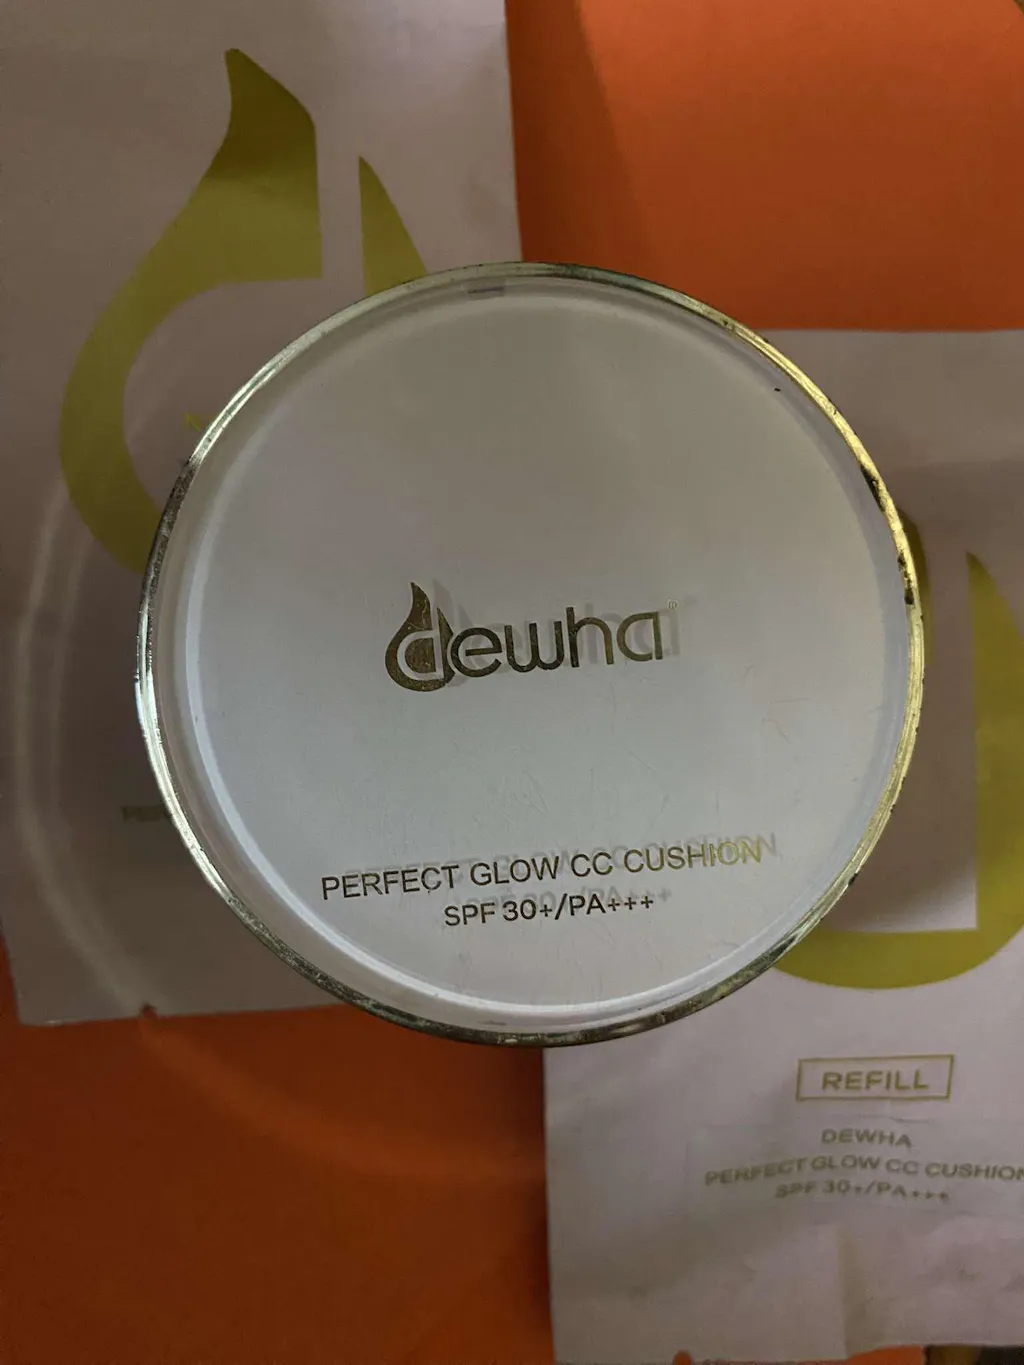 dewha®
PERFECT GLOW CC CUSHION
SPF 30+/PA+++
REFILL
DEWHA
PERFECT GLOW CC CUSHION
SPF 30+/PA+++